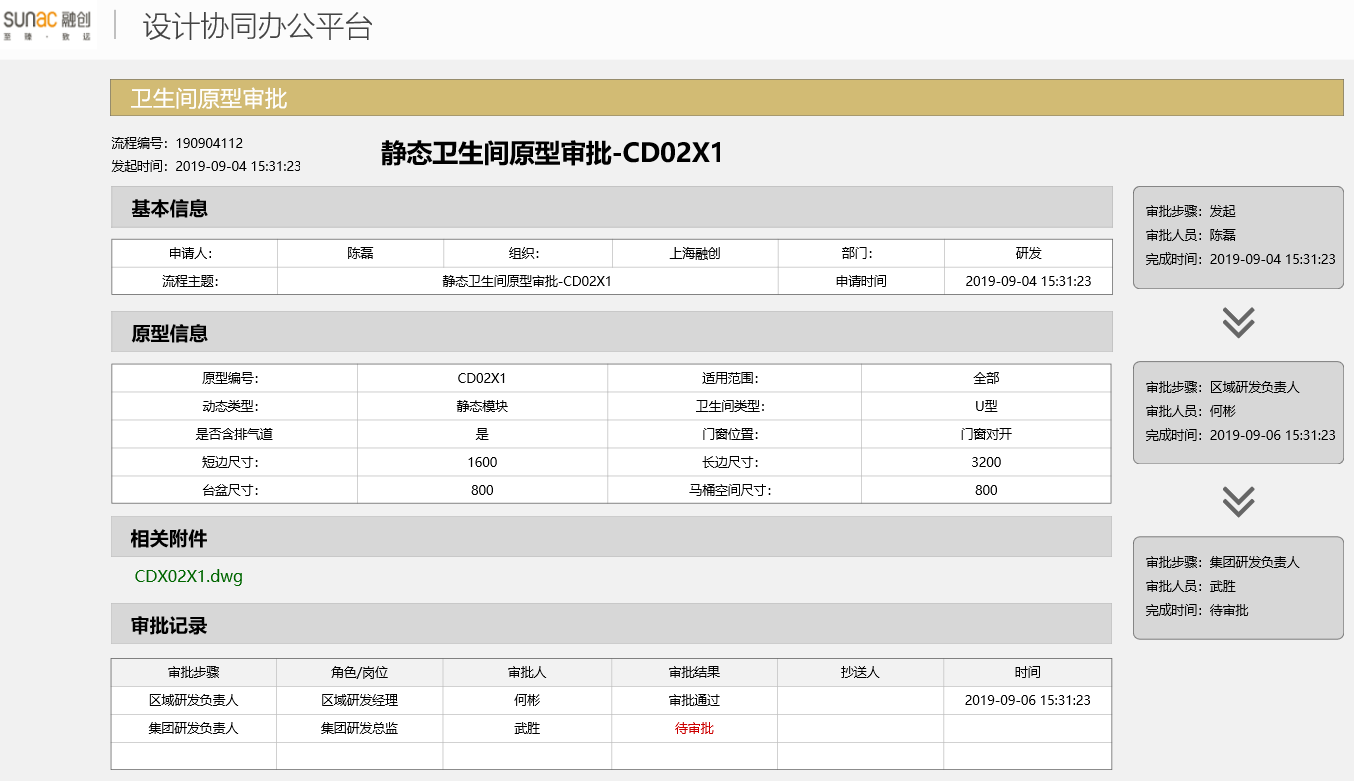 sunac 融创
至臻·致远
设计协同办公平台
卫生间原型审批
流程编号：190904112
发起时间：2019-09-04 15:31:23
静态卫生间原型审批-CD02X1
基本信息
申请人： 陈磊 组织： 上海融创 部门： 研发
流程主题： 静态卫生间原型审批-CD02X1 申请时间 2019-09-04 15:31:23
原型信息
原型编号： CD02X1 适用范围： 全部
动态类型： 静态模块 卫生间类型： U型
是否含排气道 是 门窗位置： 门窗对开
短边尺寸： 1600 长边尺寸： 3200
台盆尺寸： 800 马桶空间尺寸： 800
相关附件
CDX02X1.dwg
审批记录
审批步骤 角色/岗位 审批人 审批结果 抄送人 时间
区域研发负责人 区域研发经理 何彬 审批通过 2019-09-06 15:31:23
集团研发负责人 集团研发总监 武胜 待审批
审批步骤：发起
审批人员：陈磊
完成时间：2019-09-04 15:31:23
审批步骤：区域研发负责人
审批人员：何彬
完成时间：2019-09-06 15:31:23
审批步骤：集团研发负责人
审批人员：武胜
完成时间：待审批